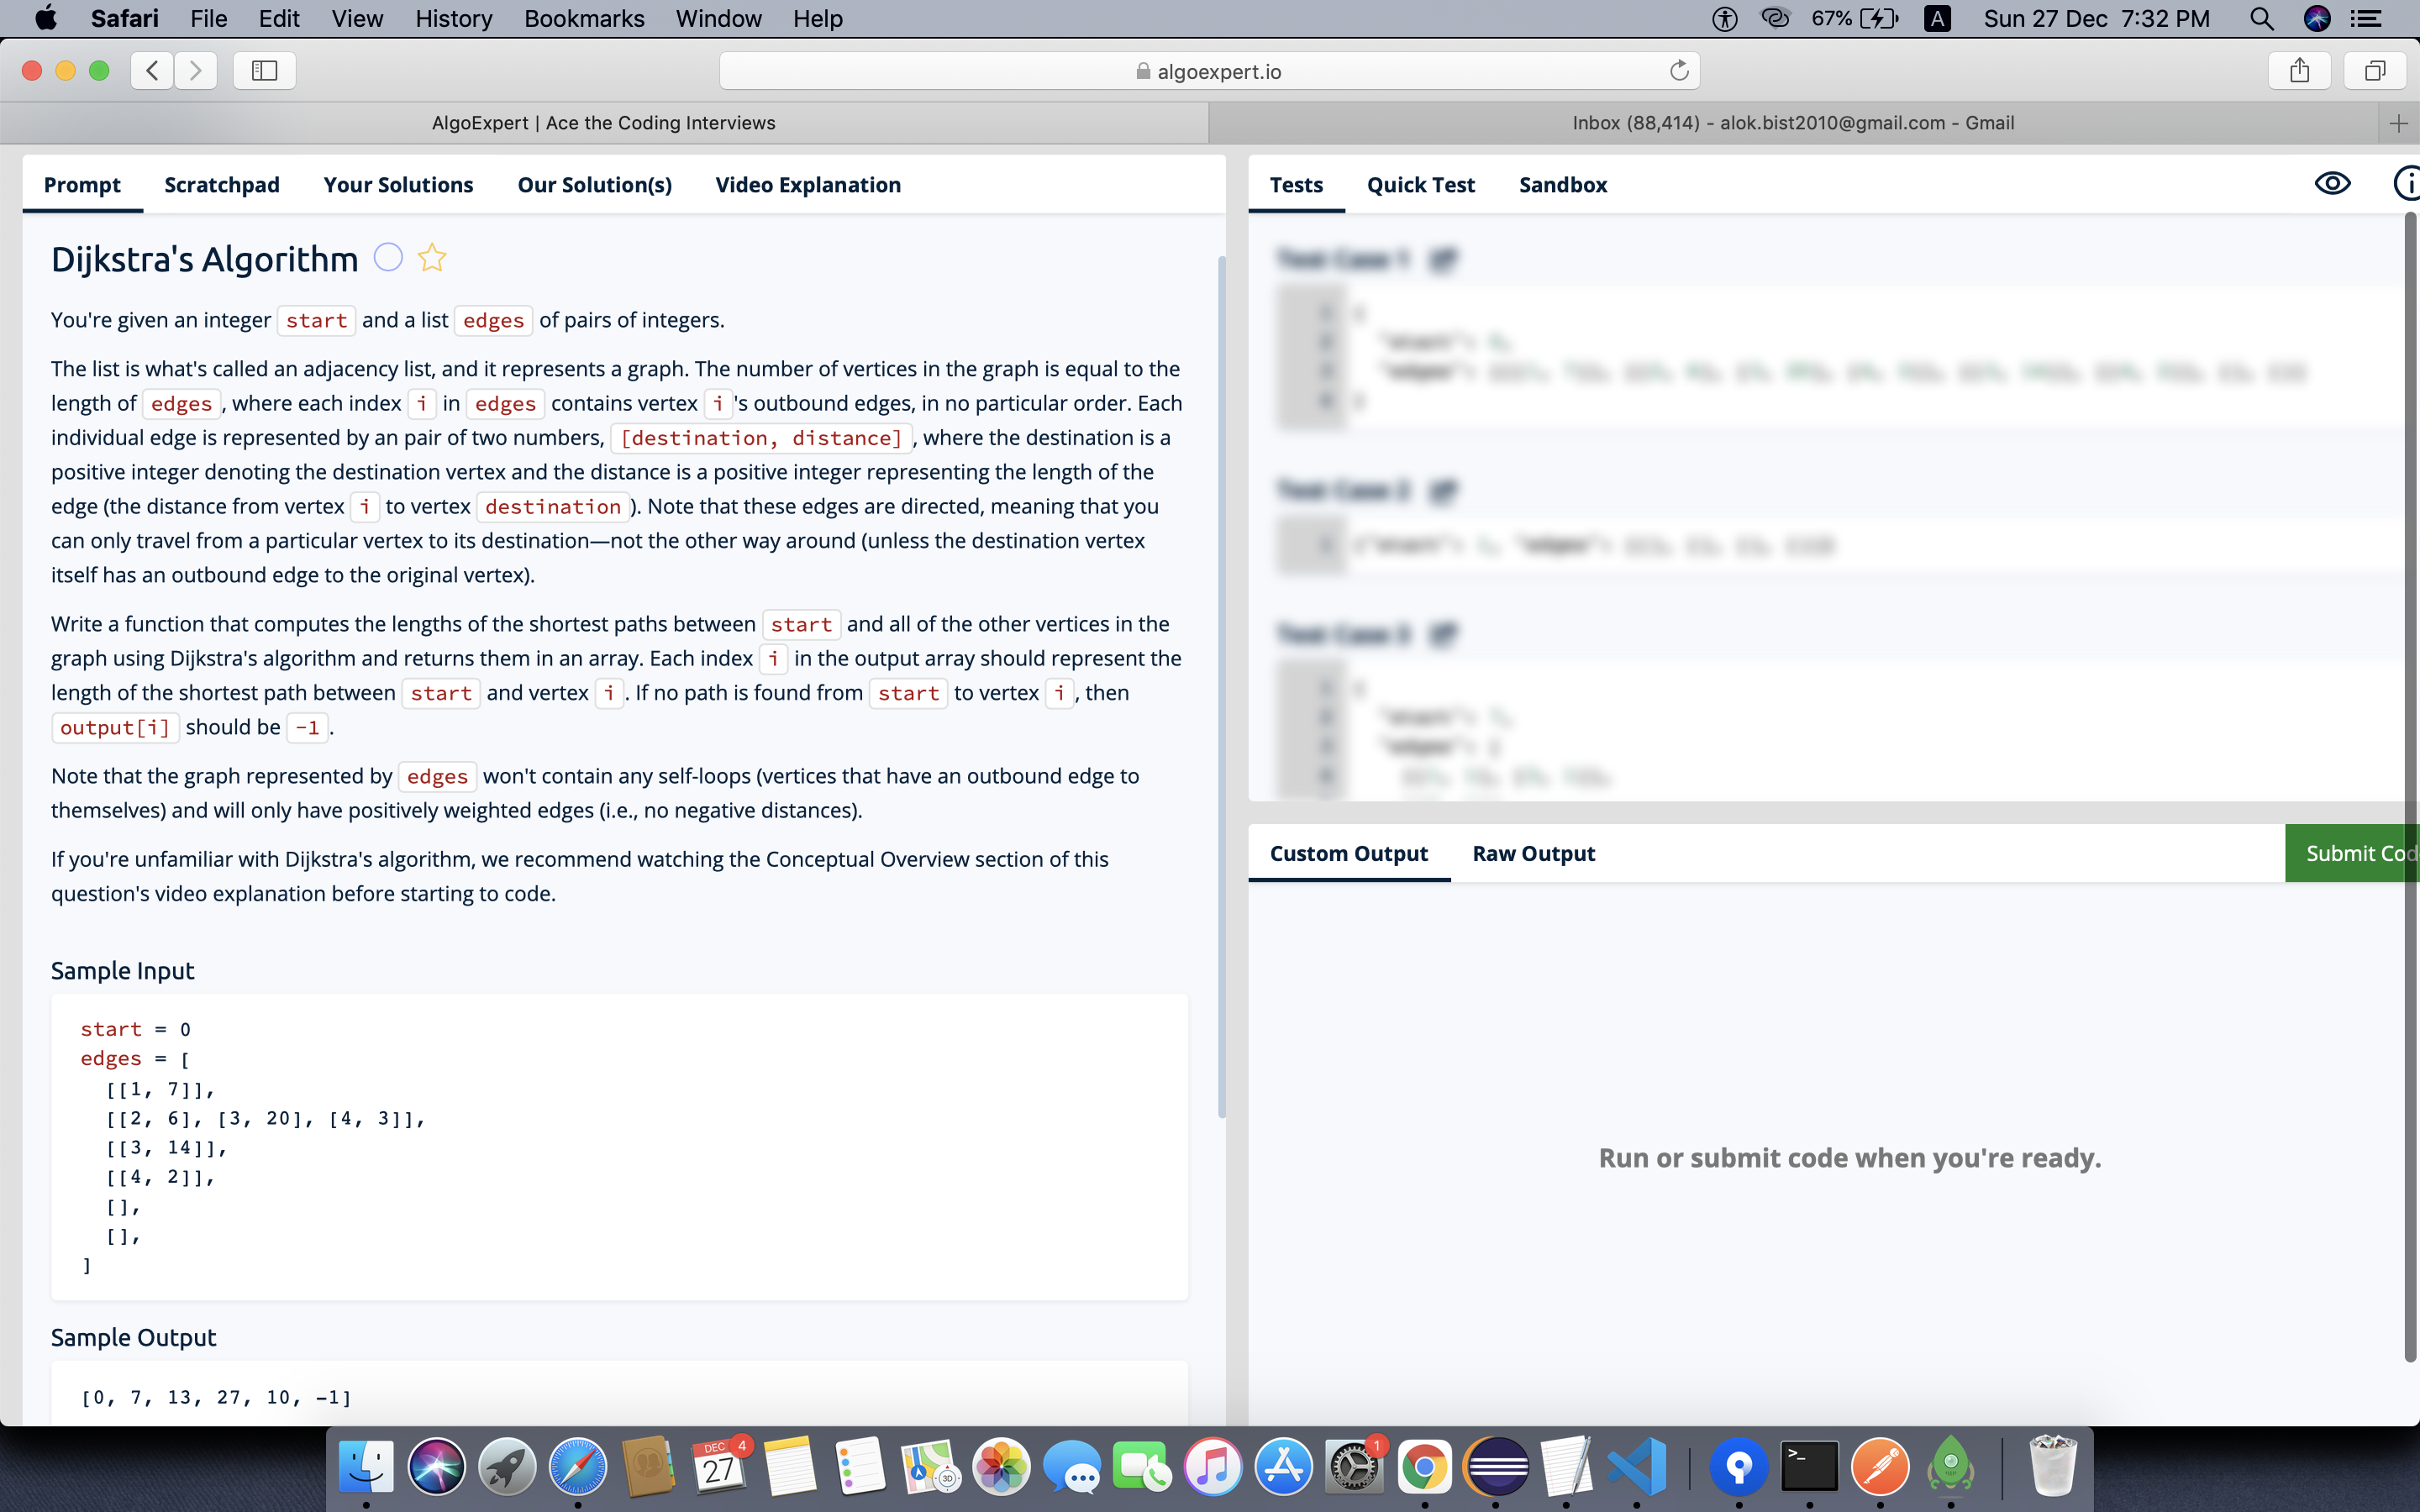 Safari File Edit View History Bookmarks Window Help 67% A Sun 27 Dec 7:32 PM
algoexpert.io
AlgoExpert | Ace the Coding Interviews
Inbox (88,414) - alok.bist2010@gmail.com - Gmail
Prompt Scratchpad Your Solutions Our Solution(s) Video Explanation
Dijkstra's Algorithm
You're given an integer start and a list edges of pairs of integers.
The list is what's called an adjacency list, and it represents a graph. The number of vertices in the graph is equal to the
length of edges, where each index i in edges contains vertex i's outbound edges, in no particular order. Each
individual edge is represented by an pair of two numbers, [destination, distance], where the destination is a
positive integer denoting the destination vertex and the distance is a positive integer representing the length of the
edge (the distance from vertex i to vertex destination). Note that these edges are directed, meaning that you
can only travel from a particular vertex to its destination—not the other way around (unless the destination vertex
itself has an outbound edge to the original vertex).
Write a function that computes the lengths of the shortest paths between start and all of the other vertices in the
graph using Dijkstra's algorithm and returns them in an array. Each index i in the output array should represent the
length of the shortest path between start and vertex i. If no path is found from start to vertex i, then
output[i] should be -1.
Note that the graph represented by edges won't contain any self-loops (vertices that have an outbound edge to
themselves) and will only have positively weighted edges (i.e., no negative distances).
If you're unfamiliar with Dijkstra's algorithm, we recommend watching the Conceptual Overview section of this
question's video explanation before starting to code.
Sample Input
start = 0
edges = [
[[1, 7]],
[[2, 6], [3, 20], [4, 3]],
[[3, 14]],
[[4, 2]],
[],
[],
]
Sample Output
[0, 7, 13, 27, 10, -1]
Tests Quick Test Sandbox
Test Case 1
Test Case 2
Test Case 3
Custom Output Raw Output
Submit Cod
Run or submit code when you're ready.
DEC 27 4
3D
1
>_